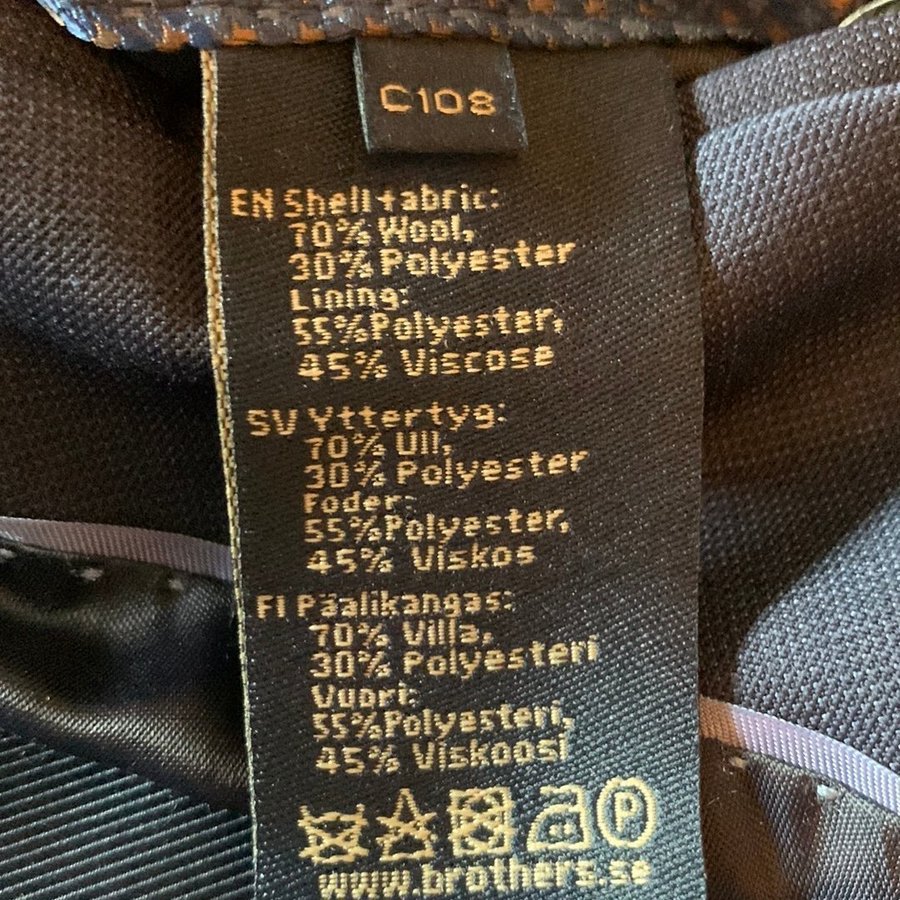 C108
EN Shell fabric:
70% Wool,
30% Polyester
Lining:
55%Polyester,
45% Viscose
SV Yttertyg:
70% Ull,
30% Polyester
Foder:
55%Polyester,
45% Viskos
FI Päälikangas:
70% Villa,
30% Polyesteri
Vuori:
55%Polyesteri,
45% Viskoosi
P
www.brothers.se